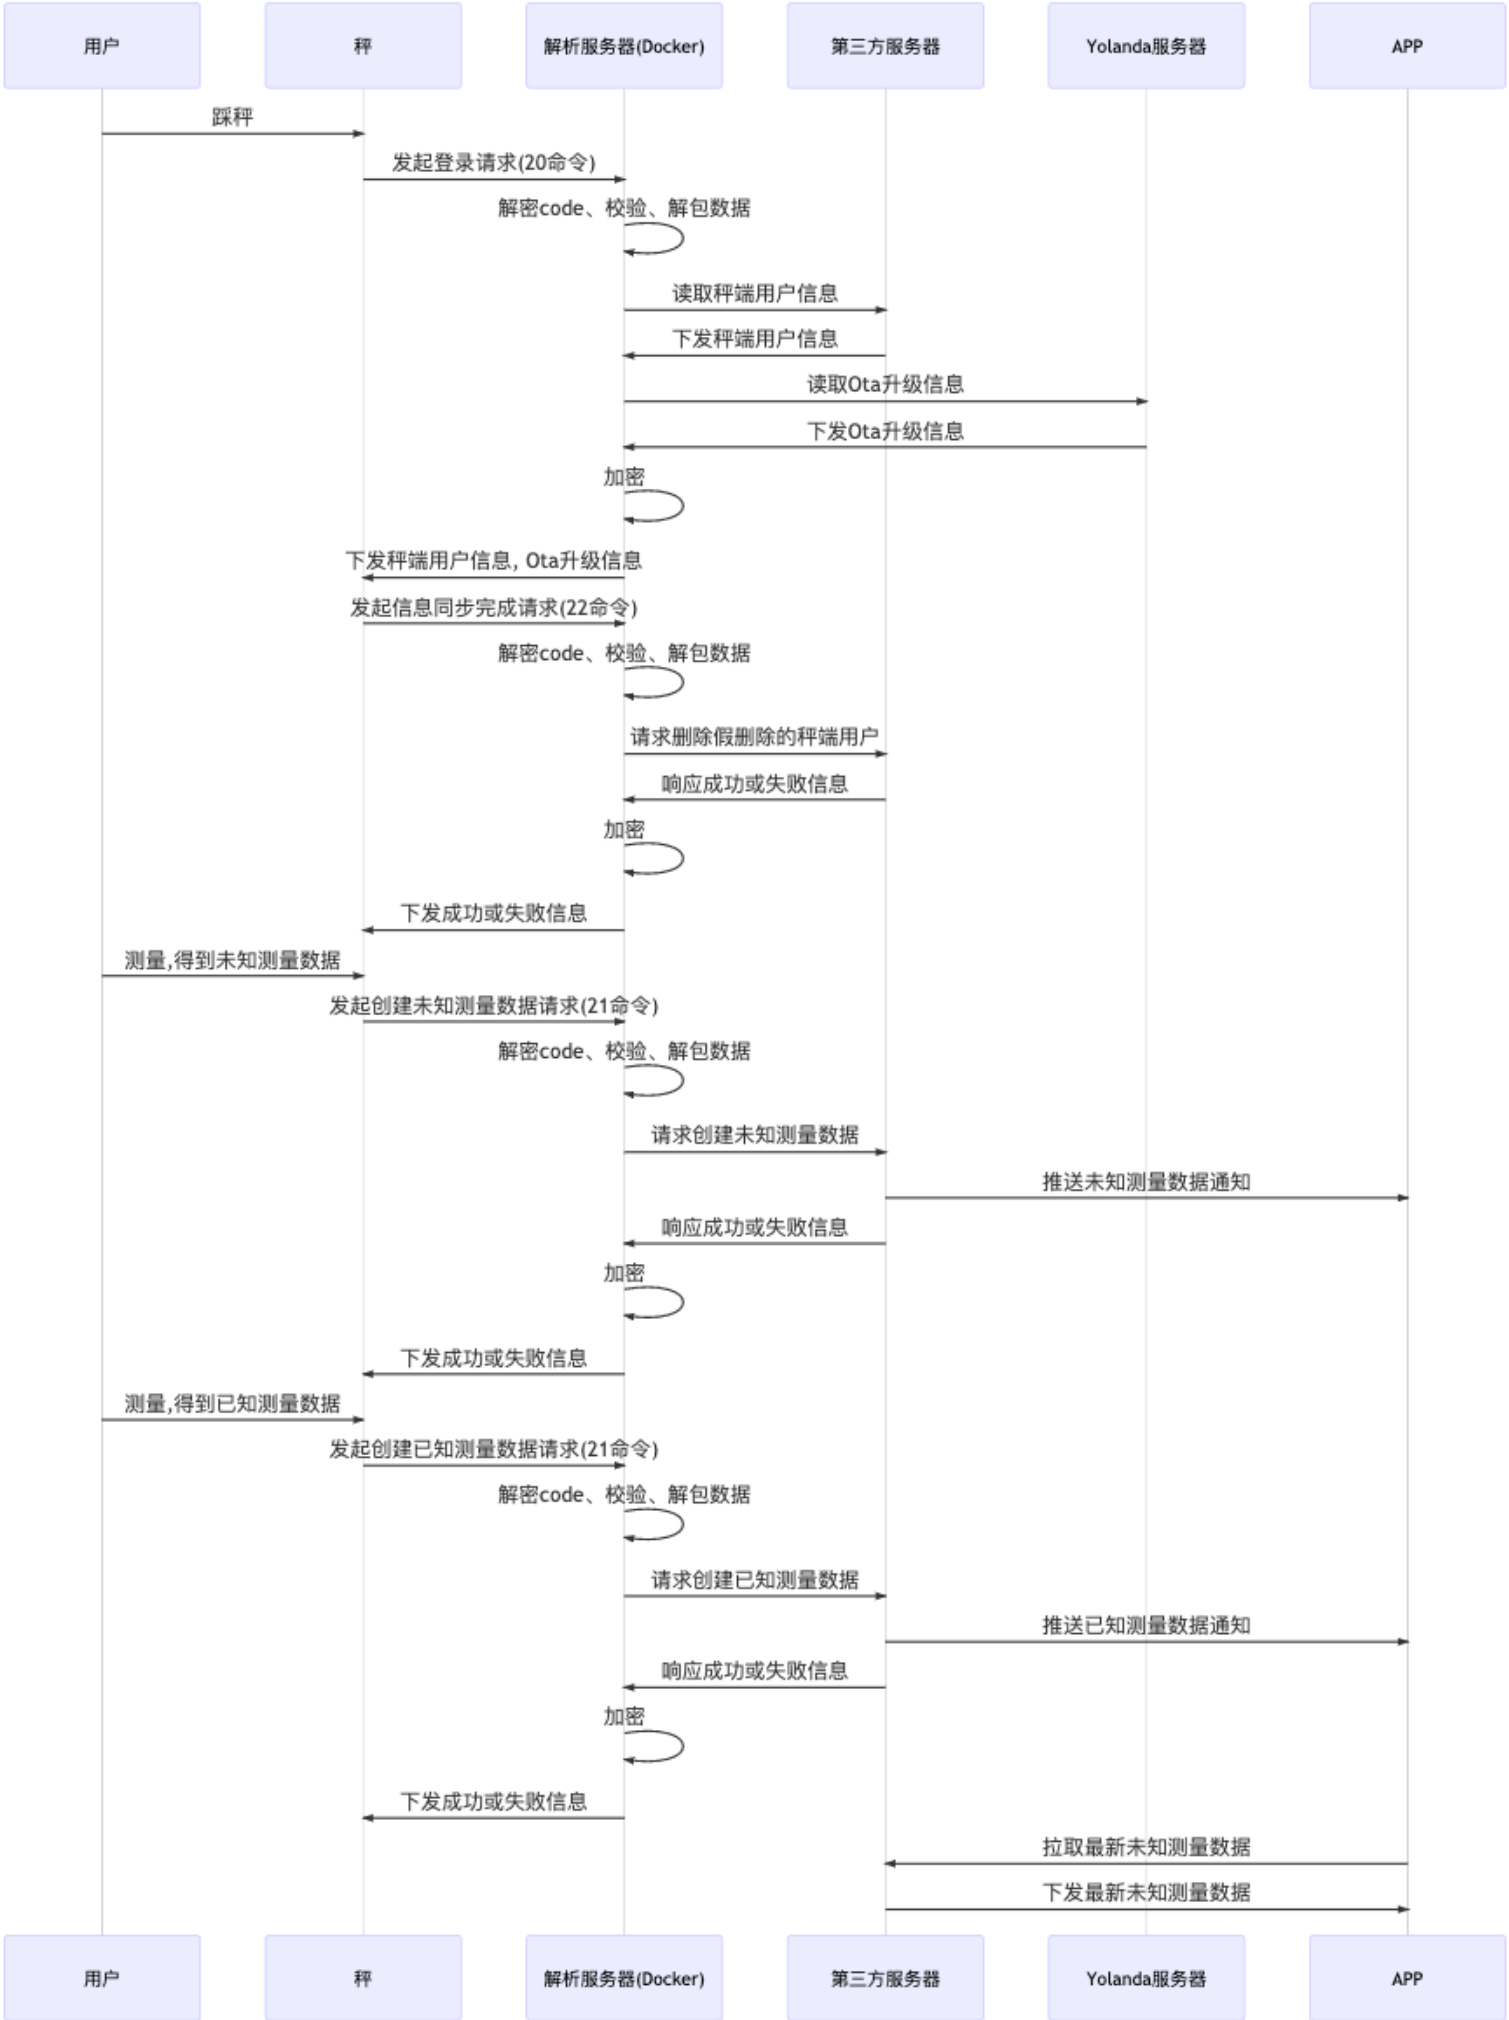 用户
秤
解析服务器(Docker)
第三方服务器
Yolanda服务器
APP
踩秤
发起登录请求(20命令)
解密code、校验、解包数据
读取秤端用户信息
下发秤端用户信息
读取Ota升级信息
下发Ota升级信息
加密
下发秤端用户信息, Ota升级信息
发起信息同步完成请求(22命令)
解密code、校验、解包数据
请求删除假删除的秤端用户
响应成功或失败信息
加密
下发成功或失败信息
测量,得到未知测量数据
发起创建未知测量数据请求(21命令)
解密code、校验、解包数据
请求创建未知测量数据
推送未知测量数据通知
响应成功或失败信息
加密
下发成功或失败信息
测量,得到已知测量数据
发起创建已知测量数据请求(21命令)
解密code、校验、解包数据
请求创建已知测量数据
推送已知测量数据通知
响应成功或失败信息
加密
下发成功或失败信息
拉取最新未知测量数据
下发最新未知测量数据
用户
秤
解析服务器(Docker)
第三方服务器
Yolanda服务器
APP